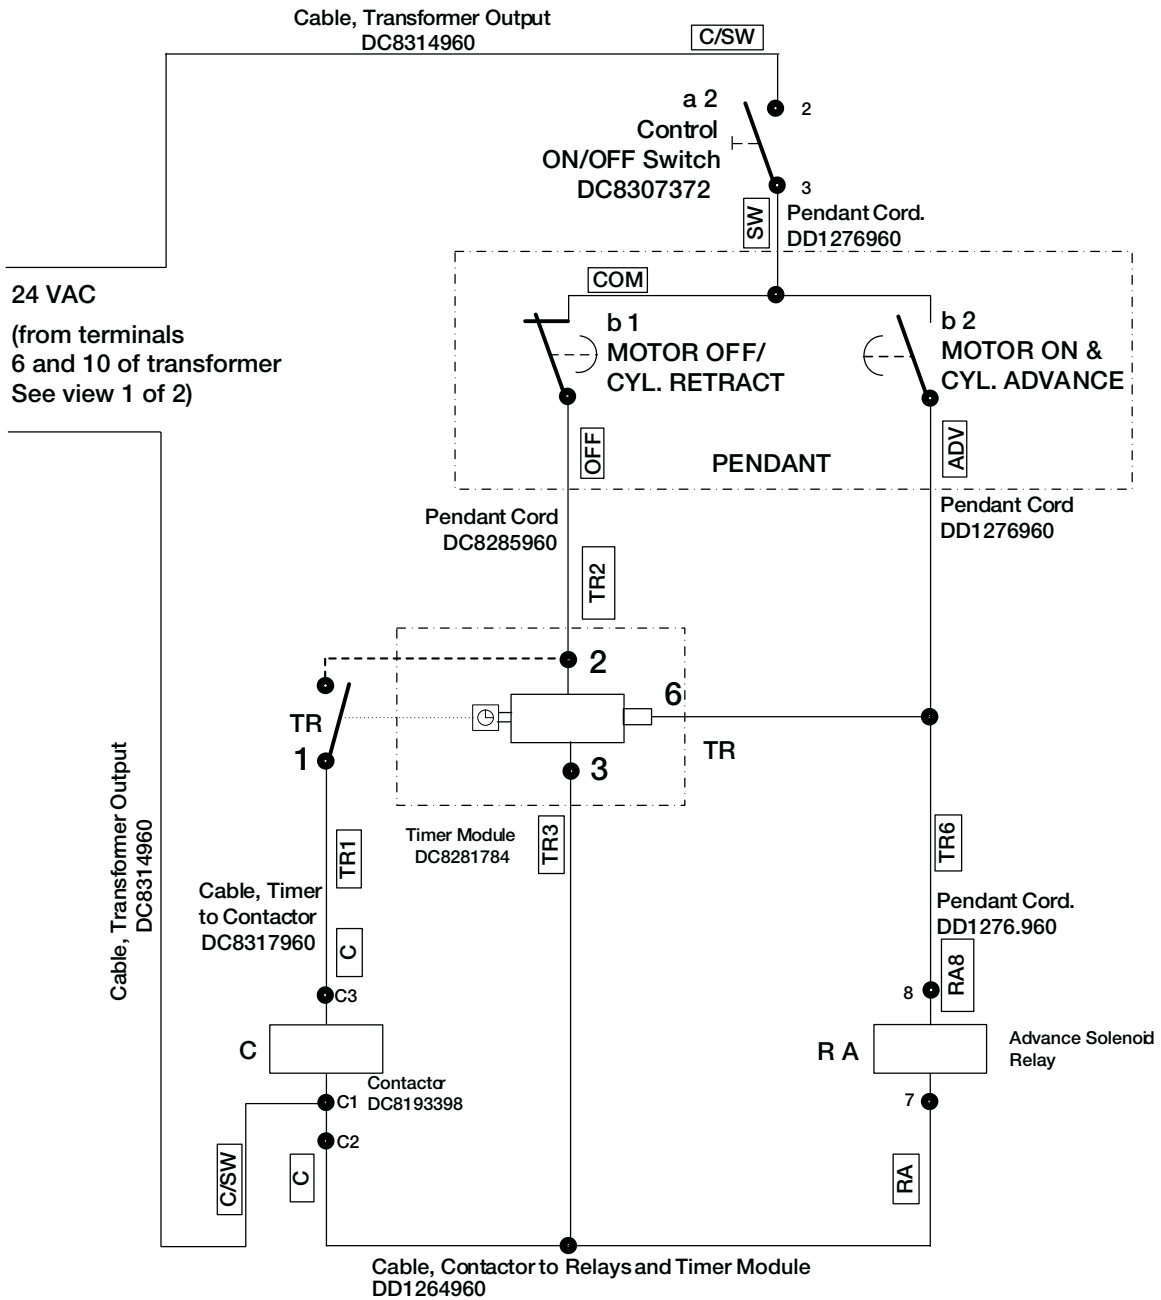 Cable, Transformer Output
DC8314960
C/SW
a 2
Control
ON/OFF Switch
DC8307372
2
3
SW
Pendant Cord.
DD1276960
24 VAC
(from terminals
6 and 10 of transformer
See view 1 of 2)
COM
b 1
MOTOR OFF/
CYL. RETRACT
b 2
MOTOR ON &
CYL. ADVANCE
OFF
PENDANT
ADV
Pendant Cord
DC8285960
Pendant Cord
DD1276960
TR2
2
6
TR
1
3
TR
Timer Module
DC8281784
TR3
TR1
TR6
Cable, Transformer Output
DC8314960
Cable, Timer
to Contactor
DC8317960
C
Pendant Cord.
DD1276.960
RA8
C3
8
C
R A
Advance Solenoid
Relay
Contactor
DC8193398
C1
7
C2
C/SW
C
RA
Cable, Contactor to Relays and Timer Module
DD1264960